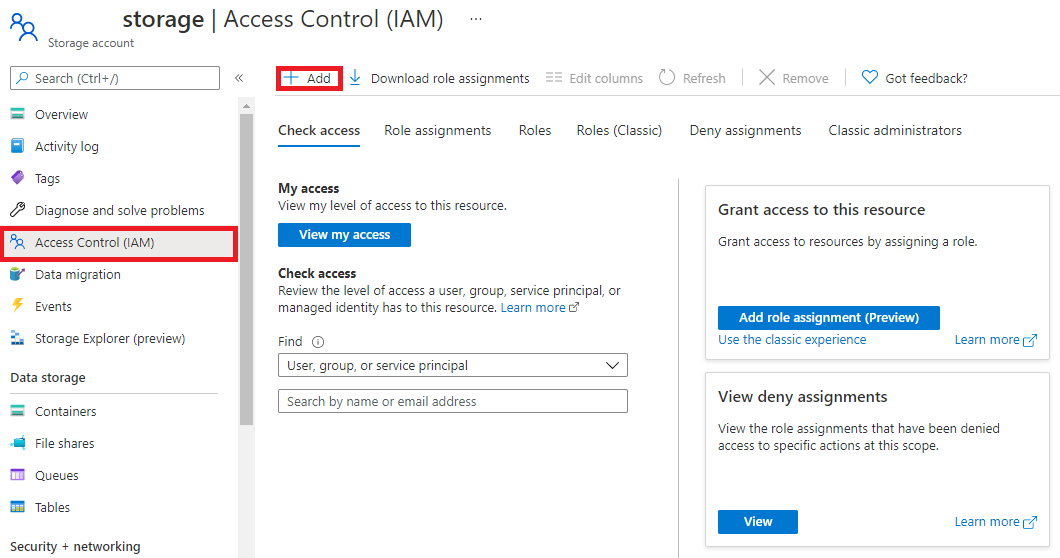 storage | Access Control (IAM) ...
Storage account
Search (Ctrl+/)
«
Overview
Activity log
Tags
Diagnose and solve problems
Access Control (IAM)
Data migration
Events
Storage Explorer (preview)
Data storage
Containers
File shares
Queues
Tables
Security + networking
Add
Download role assignments
Edit columns
Refresh
Remove
Got feedback?
Check access
Role assignments
Roles
Roles (Classic)
Deny assignments
Classic administrators
My access
View my level of access to this resource.
View my access
Check access
Review the level of access a user, group, service principal, or
managed identity has to this resource. Learn more
Find
User, group, or service principal
Search by name or email address
Grant access to this resource
Grant access to resources by assigning a role.
Add role assignment (Preview)
Use the classic experience
Learn more
View deny assignments
View the role assignments that have been denied
access to specific actions at this scope.
View
Learn more